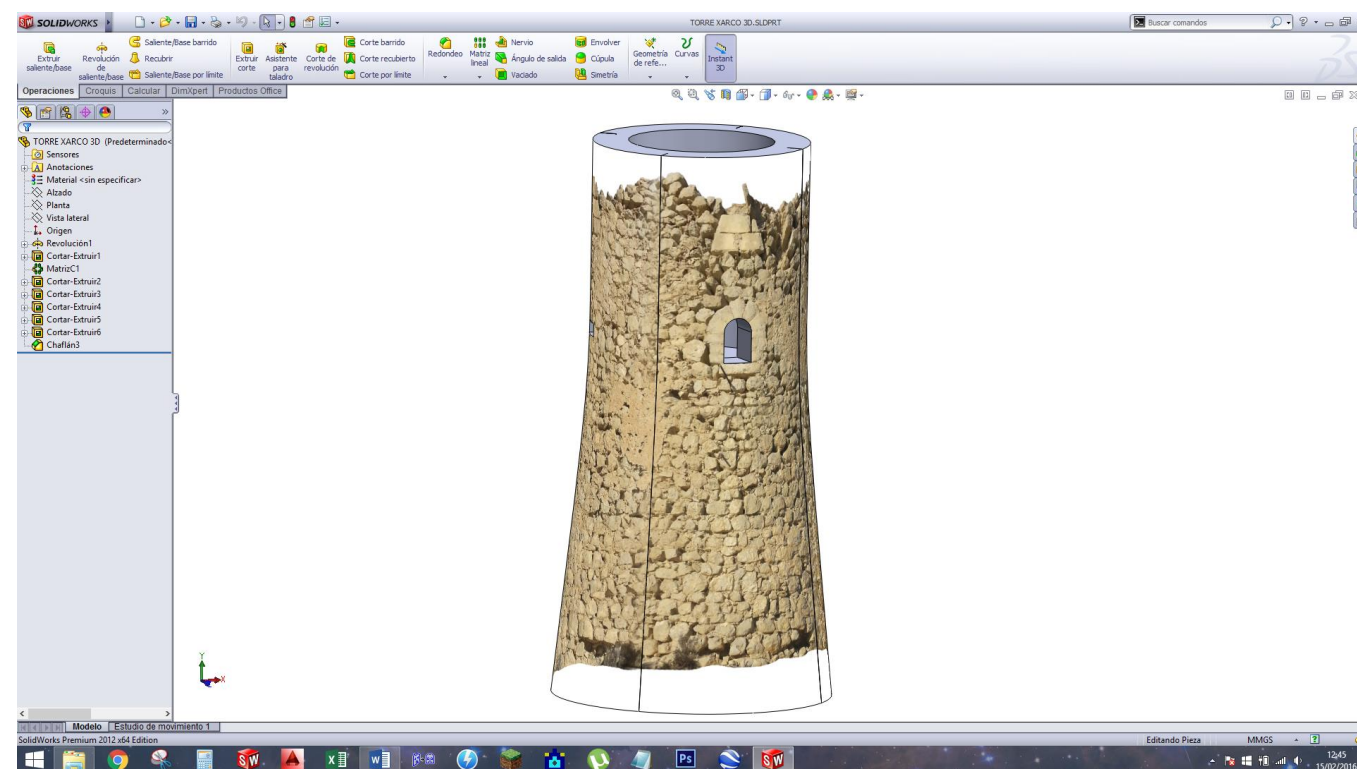 SOLIDWORKS
TORRE XARCO 3D.SLDPRT
Buscar comandos
Extruir saliente/base
Revolución de saliente/base
Saliente/Base barrido
Recubrir
Saliente/Base por límite
Extruir corte
Asistente para taladro
Corte de revolución
Corte barrido
Corte recubierto
Corte por límite
Redondeo
Matriz lineal
Nervio
Ángulo de salida
Vaciado
Envolver
Cúpula
Simetría
Geometría de refe...
Curvas
Instant 3D
Operaciones Croquis Calcular DimXpert Productos Office
TORRE XARCO 3D (Predeterminado<
Sensores
Anotaciones
Material <sin especificar>
Alzado
Planta
Vista lateral
Origen
Revolución1
Cortar-Extruir1
MatrizC1
Cortar-Extruir2
Cortar-Extruir3
Cortar-Extruir4
Cortar-Extruir5
Cortar-Extruir6
Chaflán3
Y
X
Modelo Estudio de movimiento 1
SolidWorks Premium 2012 x64 Edition
Editando Pieza
MMGS
12:45
15/02/2016